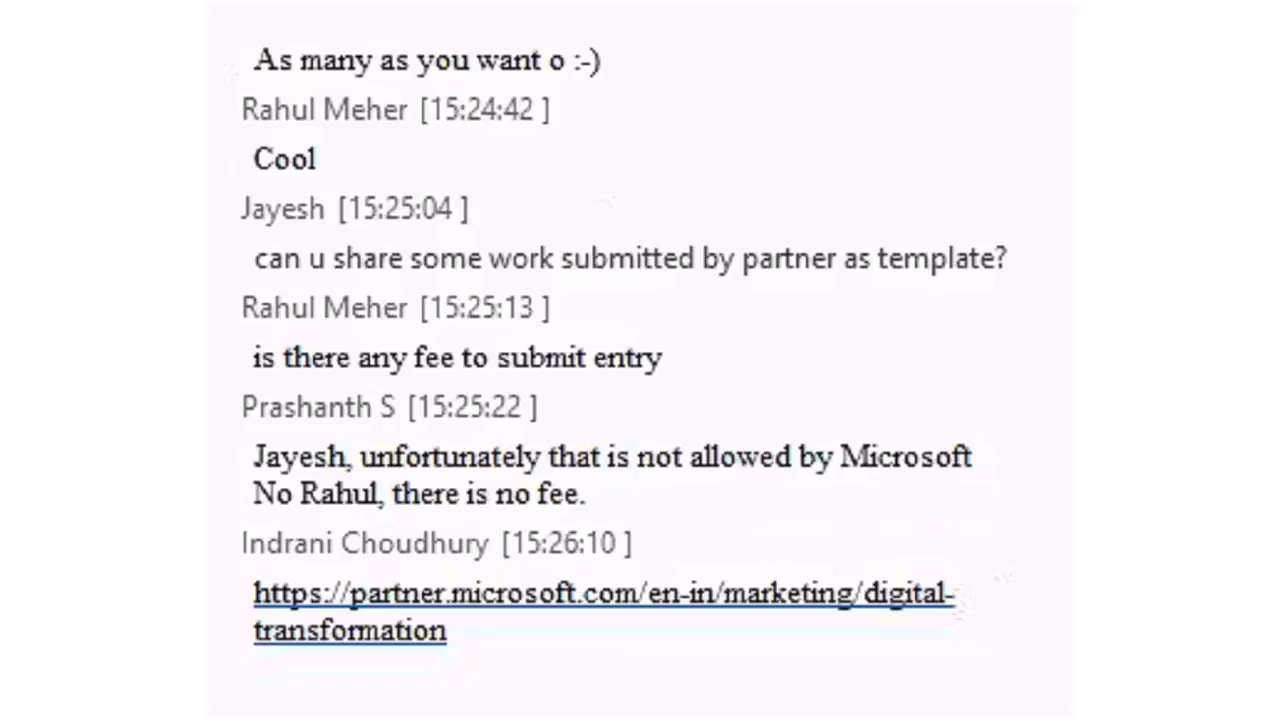 As many as you want o :-)
Rahul Meher [15:24:42 ]
Cool
Jayesh [15:25:04 ]
can u share some work submitted by partner as template?
Rahul Meher [15:25:13 ]
is there any fee to submit entry
Prashanth S [15:25:22 ]
Jayesh, unfortunately that is not allowed by Microsoft
No Rahul, there is no fee.
Indrani Choudhury [15:26:10 ]
https://partner.microsoft.com/en-in/marketing/digital-
transformation